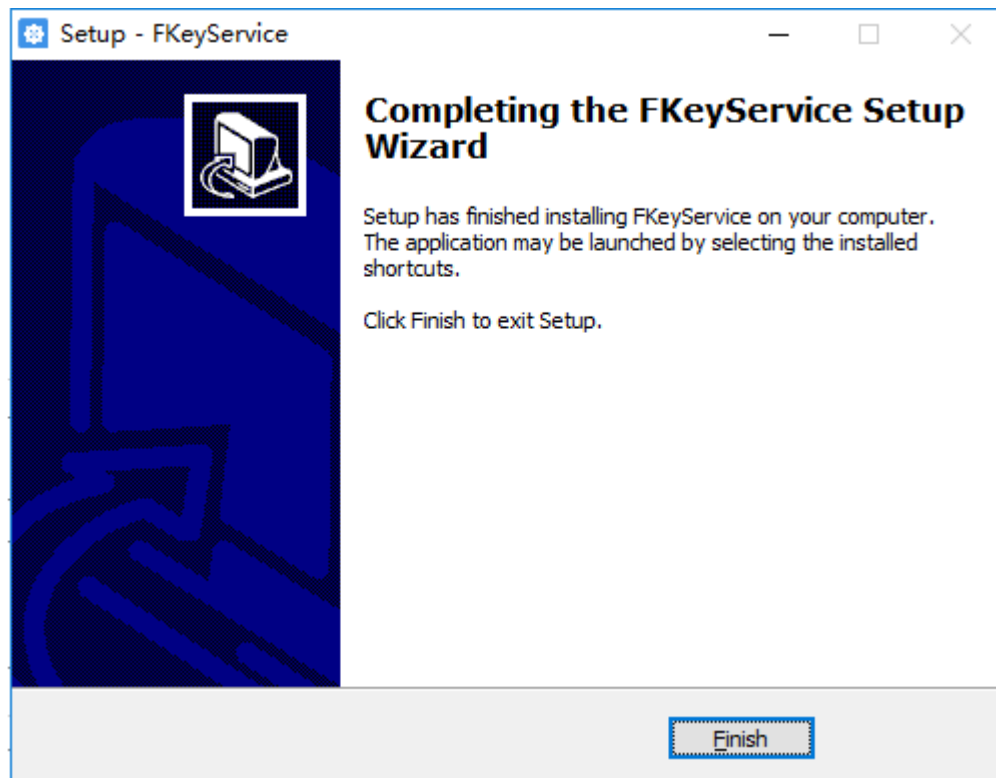 Setup - FKeyService
Completing the FKeyService Setup
Wizard
Setup has finished installing FKeyService on your computer.
The application may be launched by selecting the installed
shortcuts.
Click Finish to exit Setup.
Finish